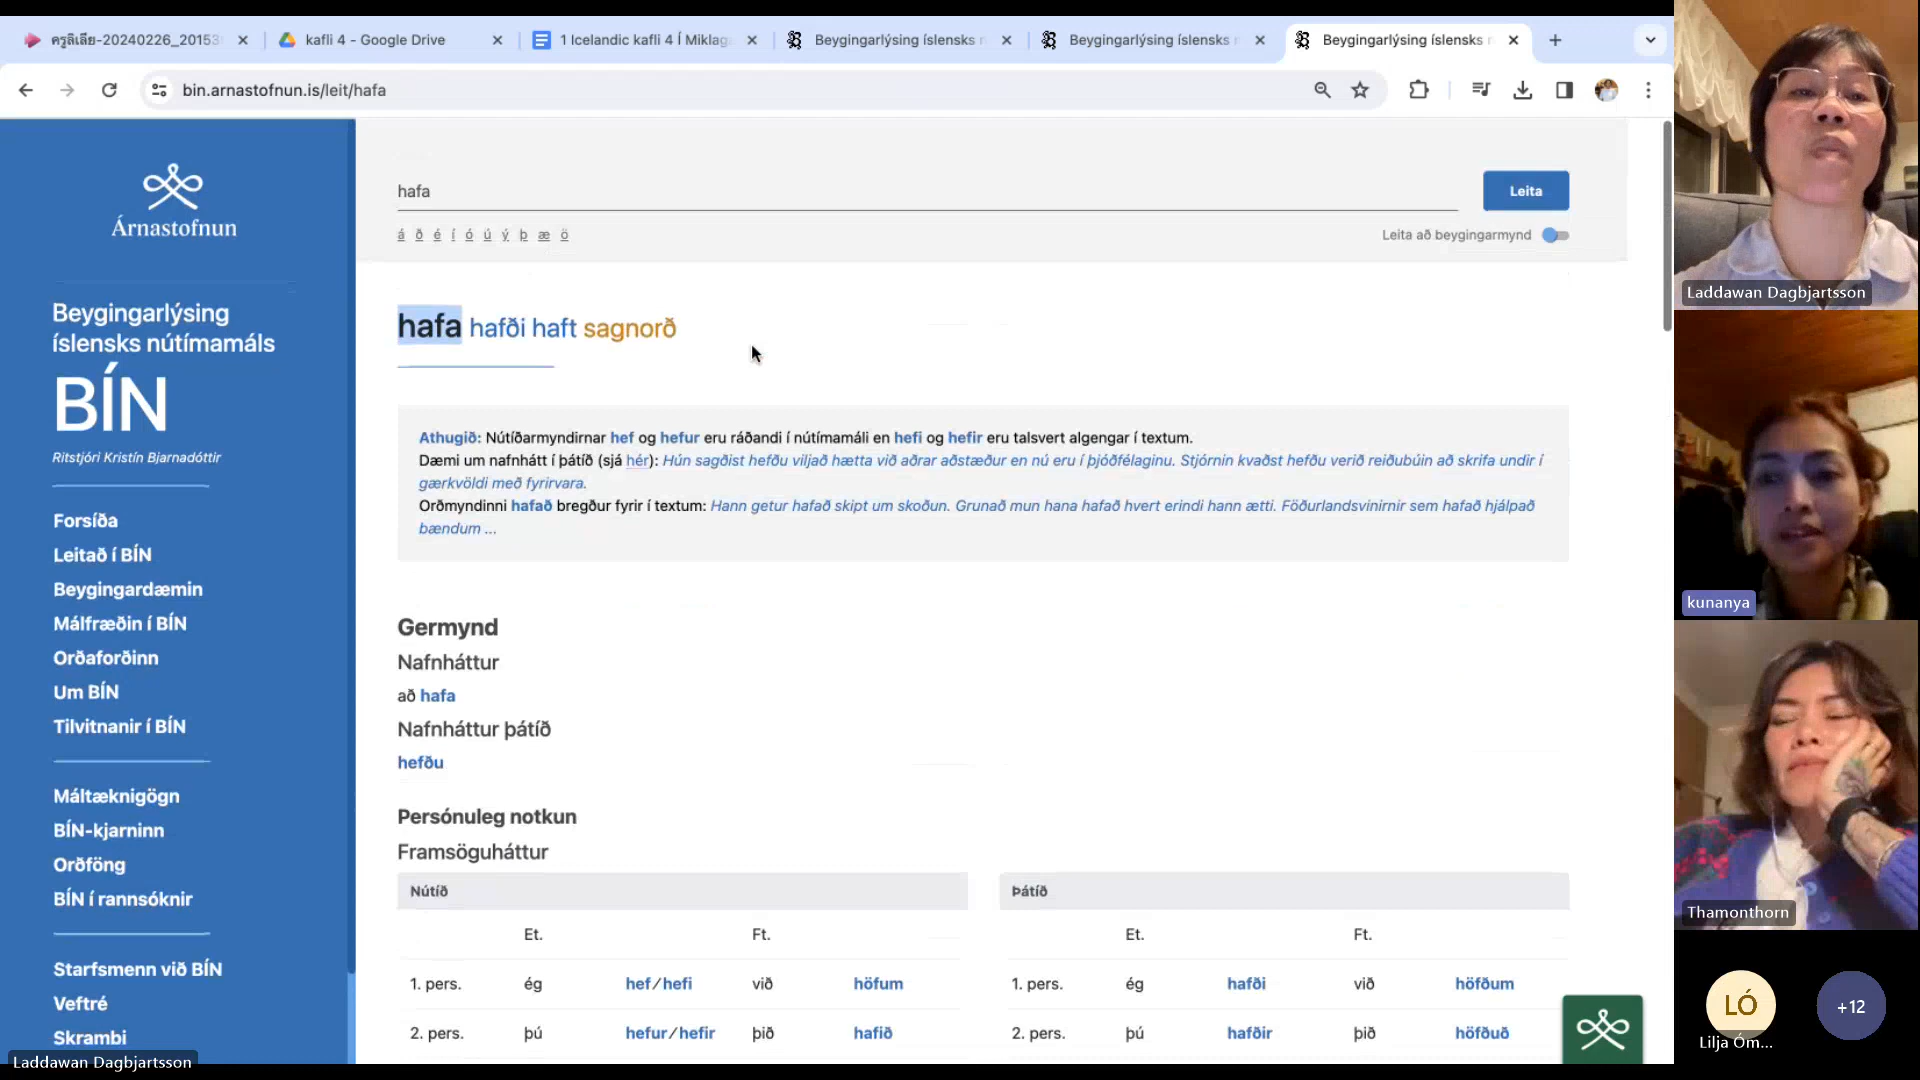 ครูลิเลีย-20240226_20153
kafli 4 - Google Drive
1 Icelandic kafli 4 Í Miklag
Beygingarlýsing íslensks n
Beygingarlýsing íslensks n
Beygingarlýsing íslensks n
bin.arnastofnun.is/leit/hafa
Árnastofnun
Beygingarlýsing
íslensks nútímamáls
BÍN
Ritstjóri Kristín Bjarnadóttir
Forsíða
Leitað í BÍN
Beygingardæmin
Málfræðin í BÍN
Orðaforðinn
Um BÍN
Tilvitnanir í BÍN
Máltæknigögn
BÍN-kjarninn
Orðföng
BÍN í rannsóknir
Starfsmenn við BÍN
Veftré
Skrambi
Laddawan Dagbjartsson
hafa
Leita
á ð é í ó ú ý þ æ ö
Leita að beygingarmynd
hafa hafði haft sagnorð
Athugið: Nútíðarmyndirnar hef og hefur eru ráðandi í nútímamáli en hefi og hefir eru talsvert algengar í textum.
Dæmi um nafnhátt í þátíð (sjá hér): Hún sagðist hefðu viljað hætta við aðrar aðstæður en nú eru í þjóðfélaginu. Stjórnin kvaðst hefðu verið reiðubúin að skrifa undir í
gærkvöldi með fyrirvara.
Orðmyndinni hafað bregður fyrir í textum: Hann getur hafað skipt um skoðun. Grunað mun hana hafað hvert erindi hann ætti. Föðurlandsvinirnir sem hafað hjálpað
bændum ...
Germynd
Nafnháttur
að hafa
Nafnháttur þátíð
hefðu
Persónuleg notkun
Framsöguháttur
Nútíð
Et. Ft.
1. pers. ég hef/hefi við höfum
2. pers. þú hefur/hefir þið hafið
Þátíð
Et. Ft.
1. pers. ég hafði við höfðum
2. pers. þú hafðir þið höfðuð
Laddawan Dagbjartsson
kunanya
Thamonthorn
LÓ
Lilja Óm...
+12